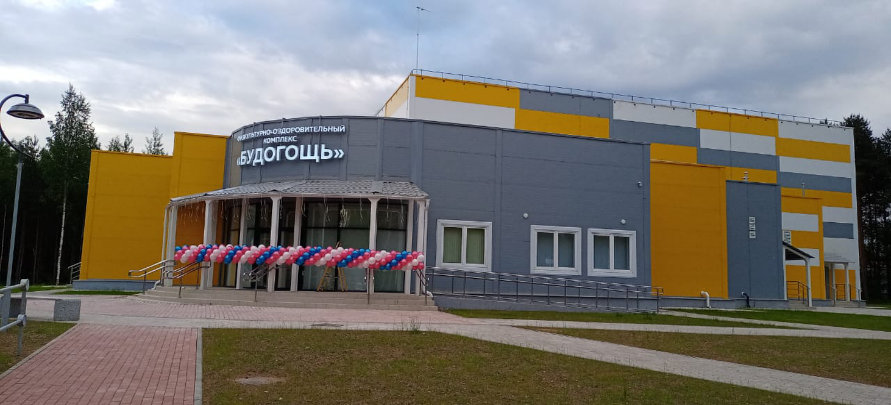 ФИЗКУЛЬТУРНО-ОЗДОРОВИТЕЛЬНЫЙ
КОМПЛЕКС
«БУДОГОЩЬ»